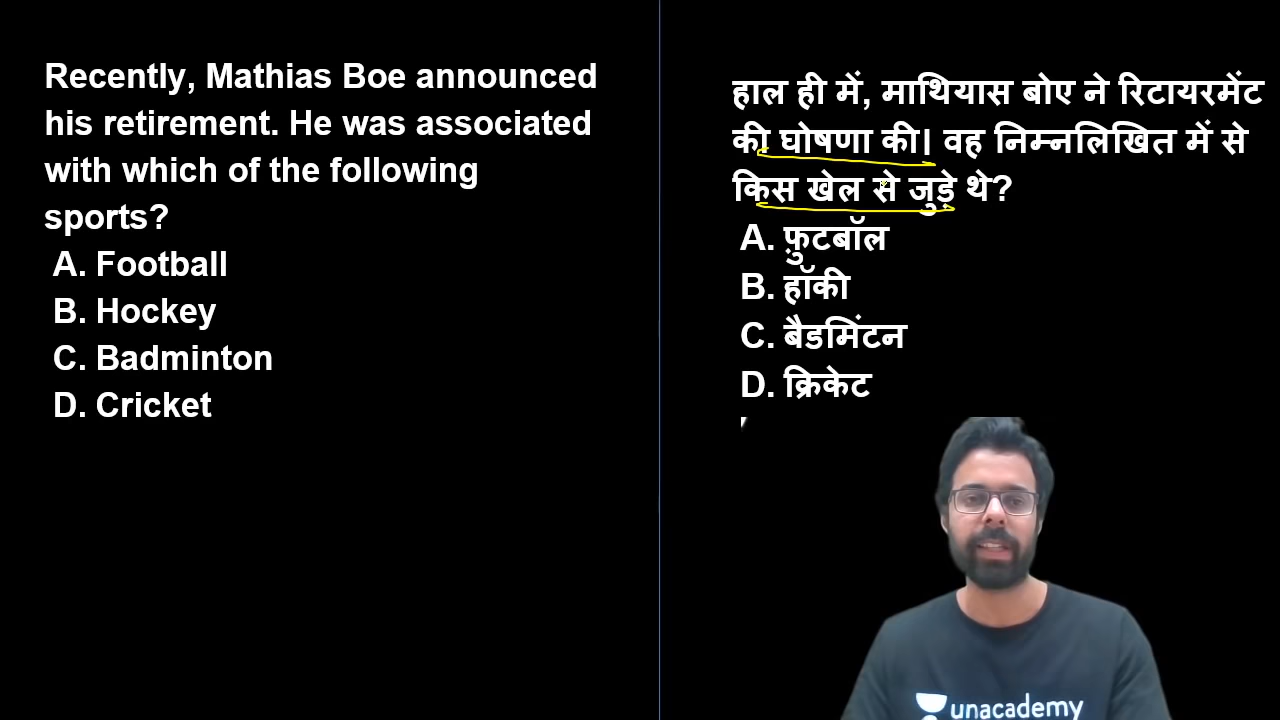 Recently, Mathias Boe announced
his retirement. He was associated
with which of the following
sports?
A. Football
B. Hockey
C. Badminton
D. Cricket
हाल ही में, माथियास बोए ने रिटायरमेंट
की घोषणा की| वह निम्नलिखित में से
किस खेल से जुड़े थे?
A. फ़ुटबॉल
B. हॉकी
C. बैडमिंटन
D. क्रिकेट
unacademy